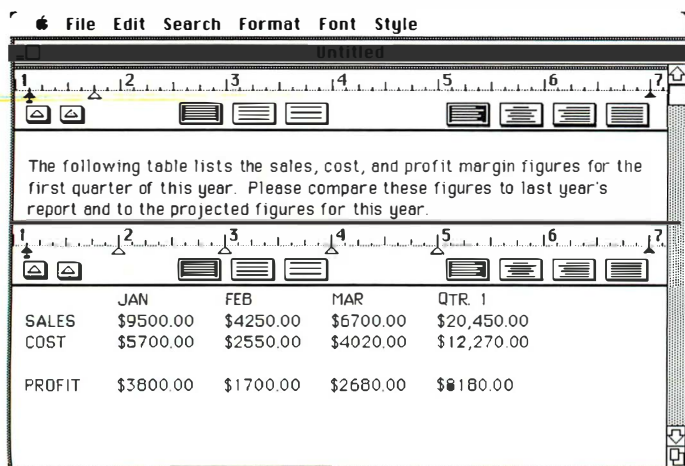 File Edit Search Format Font Style
Untitled
1 2 3 4 5 6 7
The following table lists the sales, cost, and profit margin figures for the
first quarter of this year. Please compare these figures to last year's
report and to the projected figures for this year.
1 2 3 4 5 6 7
JAN FEB MAR QTR. 1
SALES $9500.00 $4250.00 $6700.00 $20,450.00
COST $5700.00 $2550.00 $4020.00 $12,270.00
PROFIT $3800.00 $1700.00 $2680.00 $8180.00